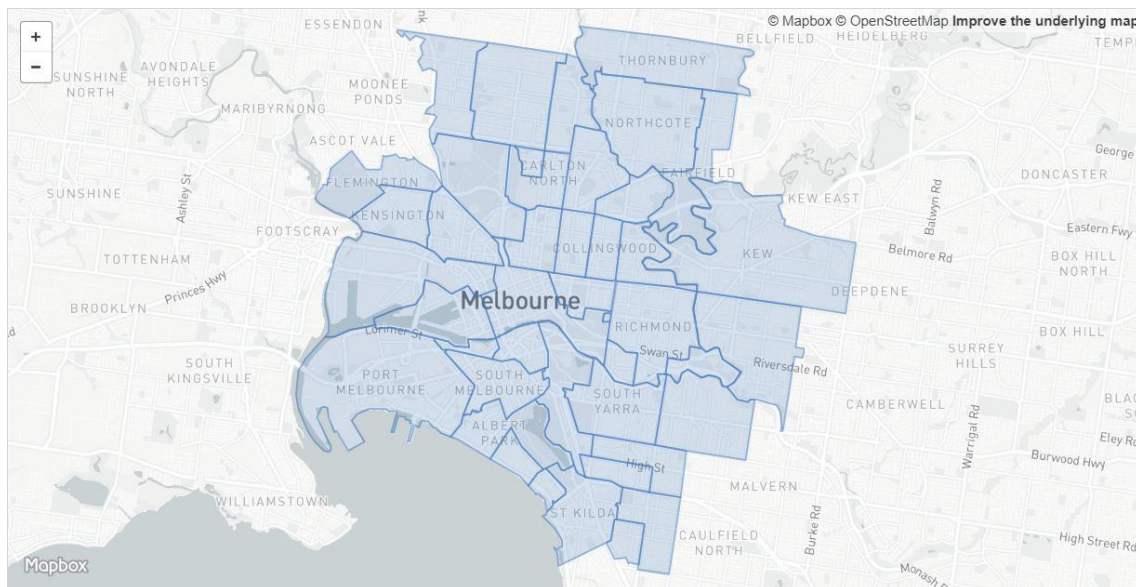 © Mapbox © OpenStreetMap Improve the underlying map
+
−
ESSENDON
BELLFIELD
HEIDELBERG
THORNBURY
AVONDALE
HEIGHTS
SUNSHINE
NORTH
MOONEE
PONDS
MARIBYRNONG
NORTHCOTE
ASCOT VALE
George
CARLTON
NORTH
FAIRFIELD
DONCASTER
SUNSHINE
Ashley St
FLEMINGTON
KEW EAST
Balwyn Rd
KENSINGTON
Eastern Fwy
FOOTSCRAY
COLLINGWOOD
KEW
Belmore Rd
BOX HILL
NORTH
TOTTENHAM
Princes Hwy
DEEPDENE
BROOKLYN
Melbourne
RICHMOND
BOX HILL
Lorimer St
Swan St
SURREY
HILLS
Riversdale Rd
SOUTH
KINGSVILLE
PORT
MELBOURNE
SOUTH
MELBOURNE
SOUTH
YARRA
CAMBERWELL
Warrigal Rd
ALBERT
PARK
Eley Rd
High St
Burwood Hwy
MALVERN
WILLIAMSTOWN
ST KILDA
Burke Rd
CAULFIELD
NORTH
High Street Rd
Mapbox
Monash